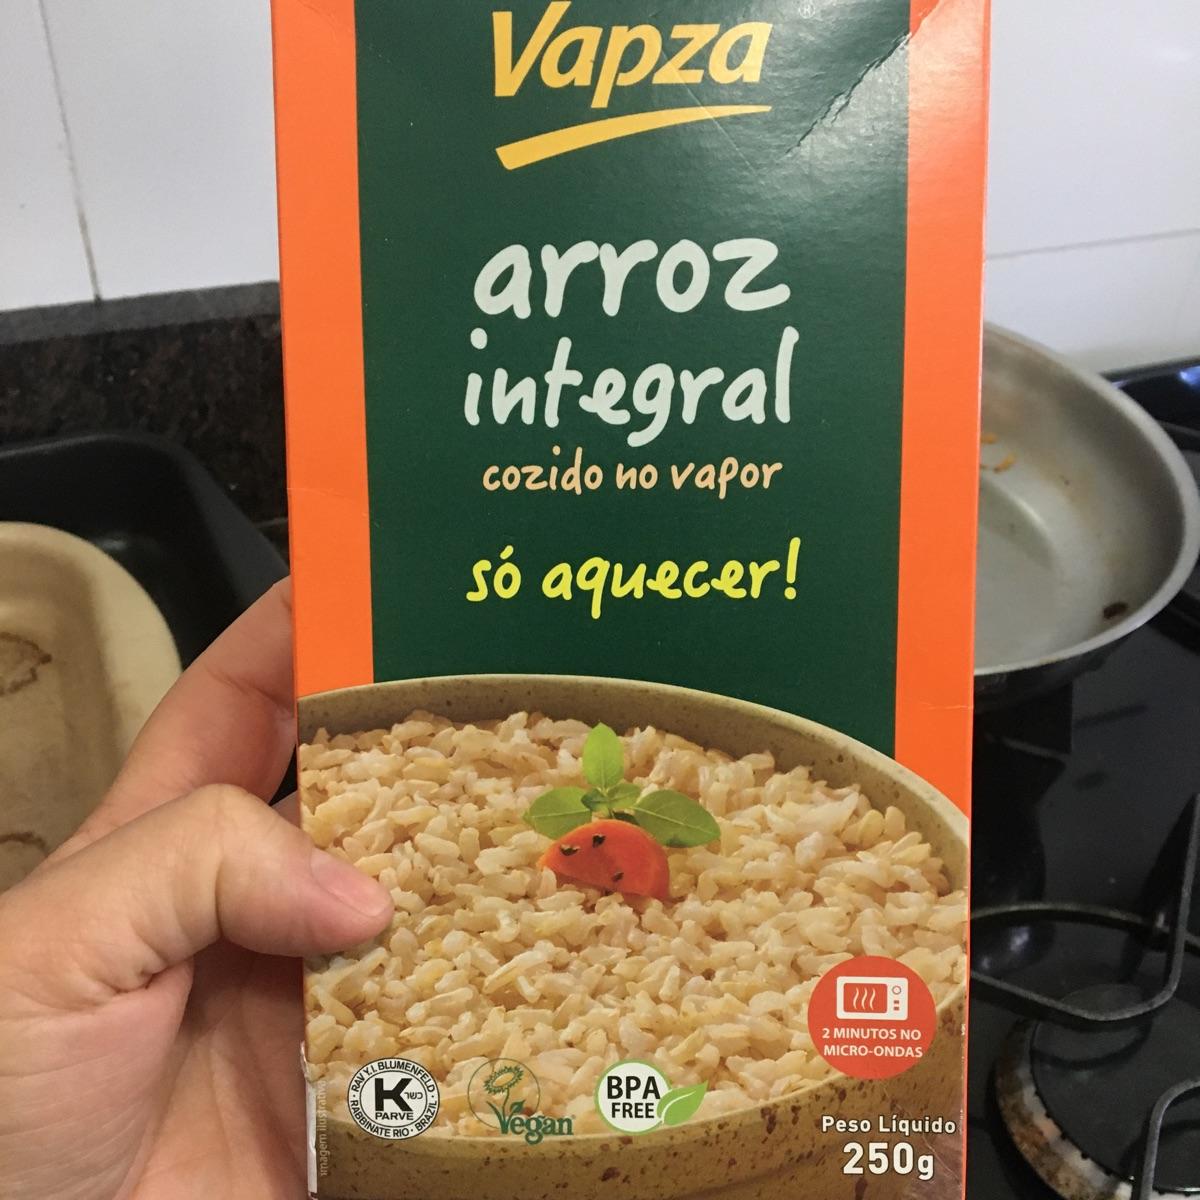 Vapza
arroz
integral
cozido no vapor
só aquecer!
2 MINUTOS NO
MICRO-ONDAS
RAV Y.I. BLUMENFELD
K כשר
PARVE
RABBINATE RIO · BRAZIL
Vegan
BPA
FREE
Peso Líquido
250g
imagem ilustrativa